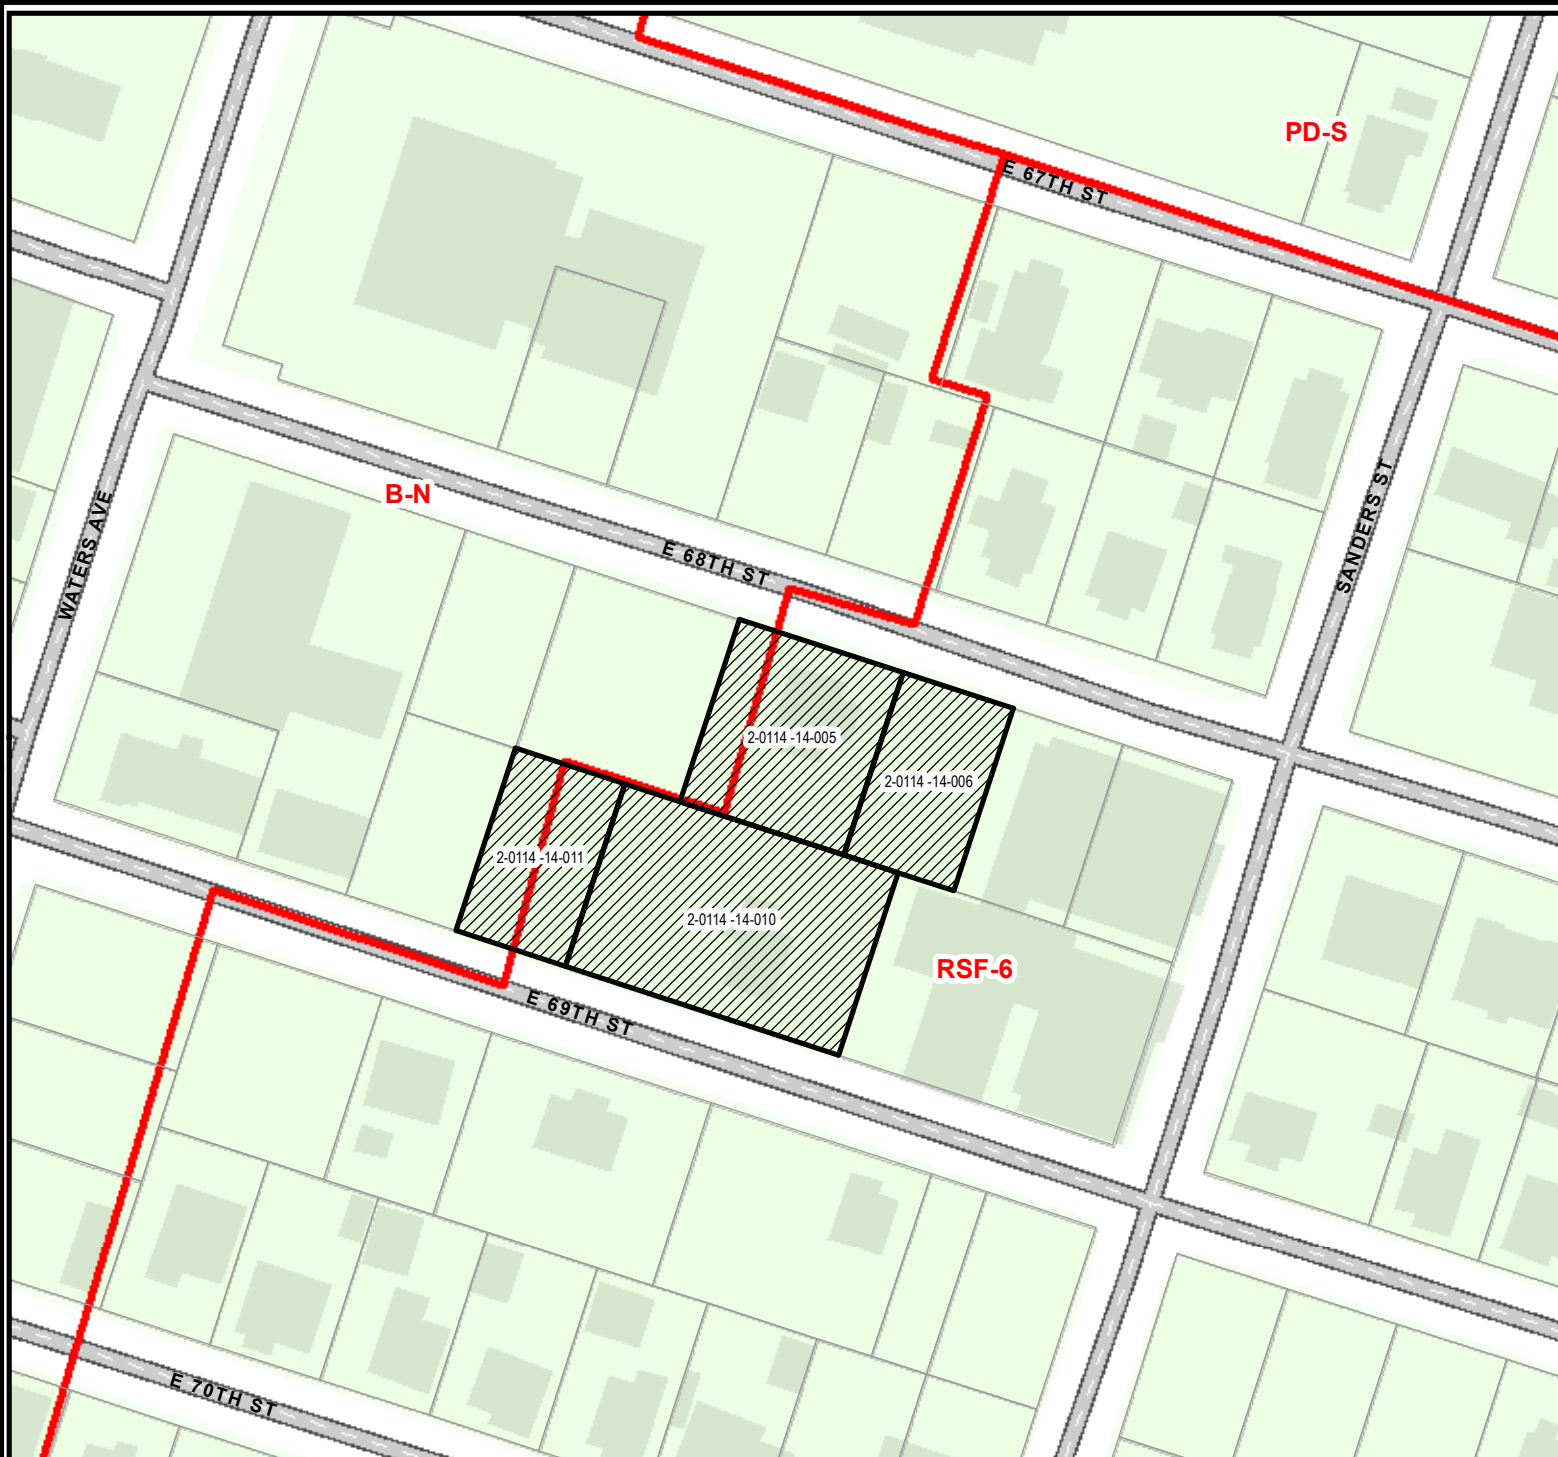 PD-S
E 67TH ST
B-N
WATERS AVE
E 68TH ST
SANDERS ST
2-0114 -14-005
2-0114 -14-006
2-0114 -14-011
2-0114 -14-010
RSF-6
E 69TH ST
E 70TH ST